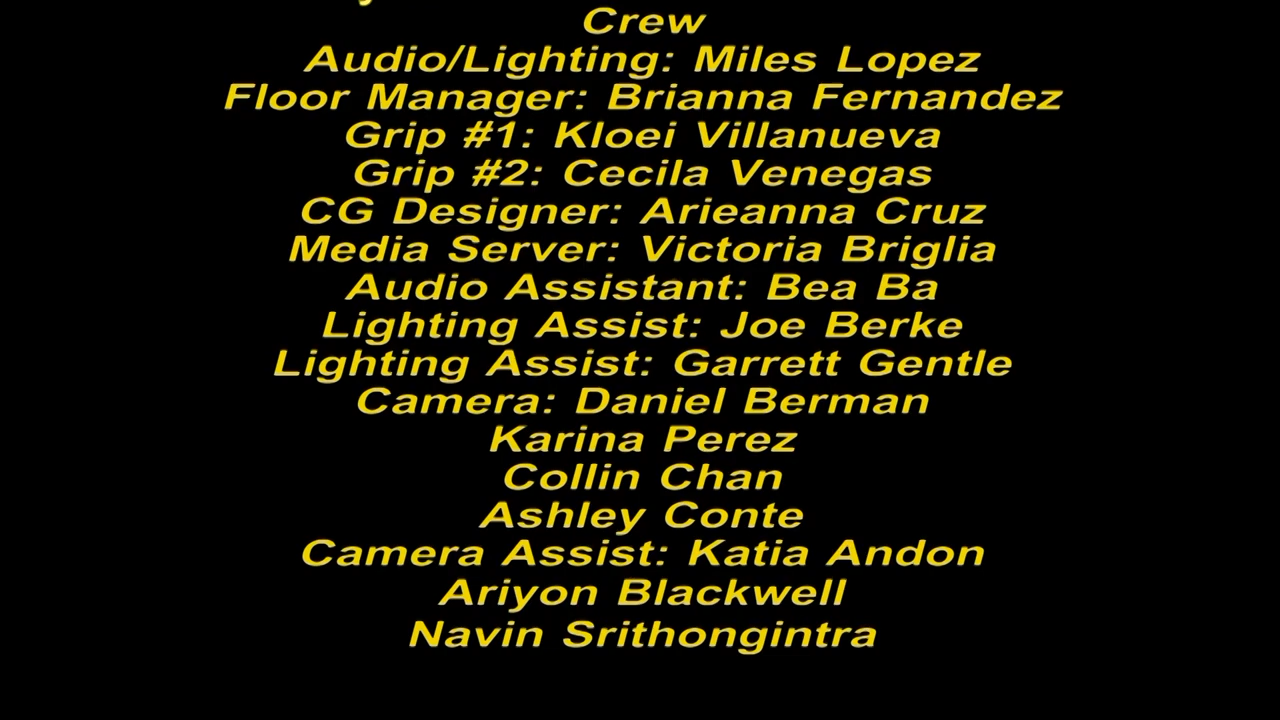 Crew
Audio/Lighting: Miles Lopez
Floor Manager: Brianna Fernandez
Grip #1: Kloei Villanueva
Grip #2: Cecila Venegas
CG Designer: Arieanna Cruz
Media Server: Victoria Briglia
Audio Assistant: Bea Ba
Lighting Assist: Joe Berke
Lighting Assist: Garrett Gentle
Camera: Daniel Berman
Karina Perez
Collin Chan
Ashley Conte
Camera Assist: Katia Andon
Ariyon Blackwell
Navin Srithongintra